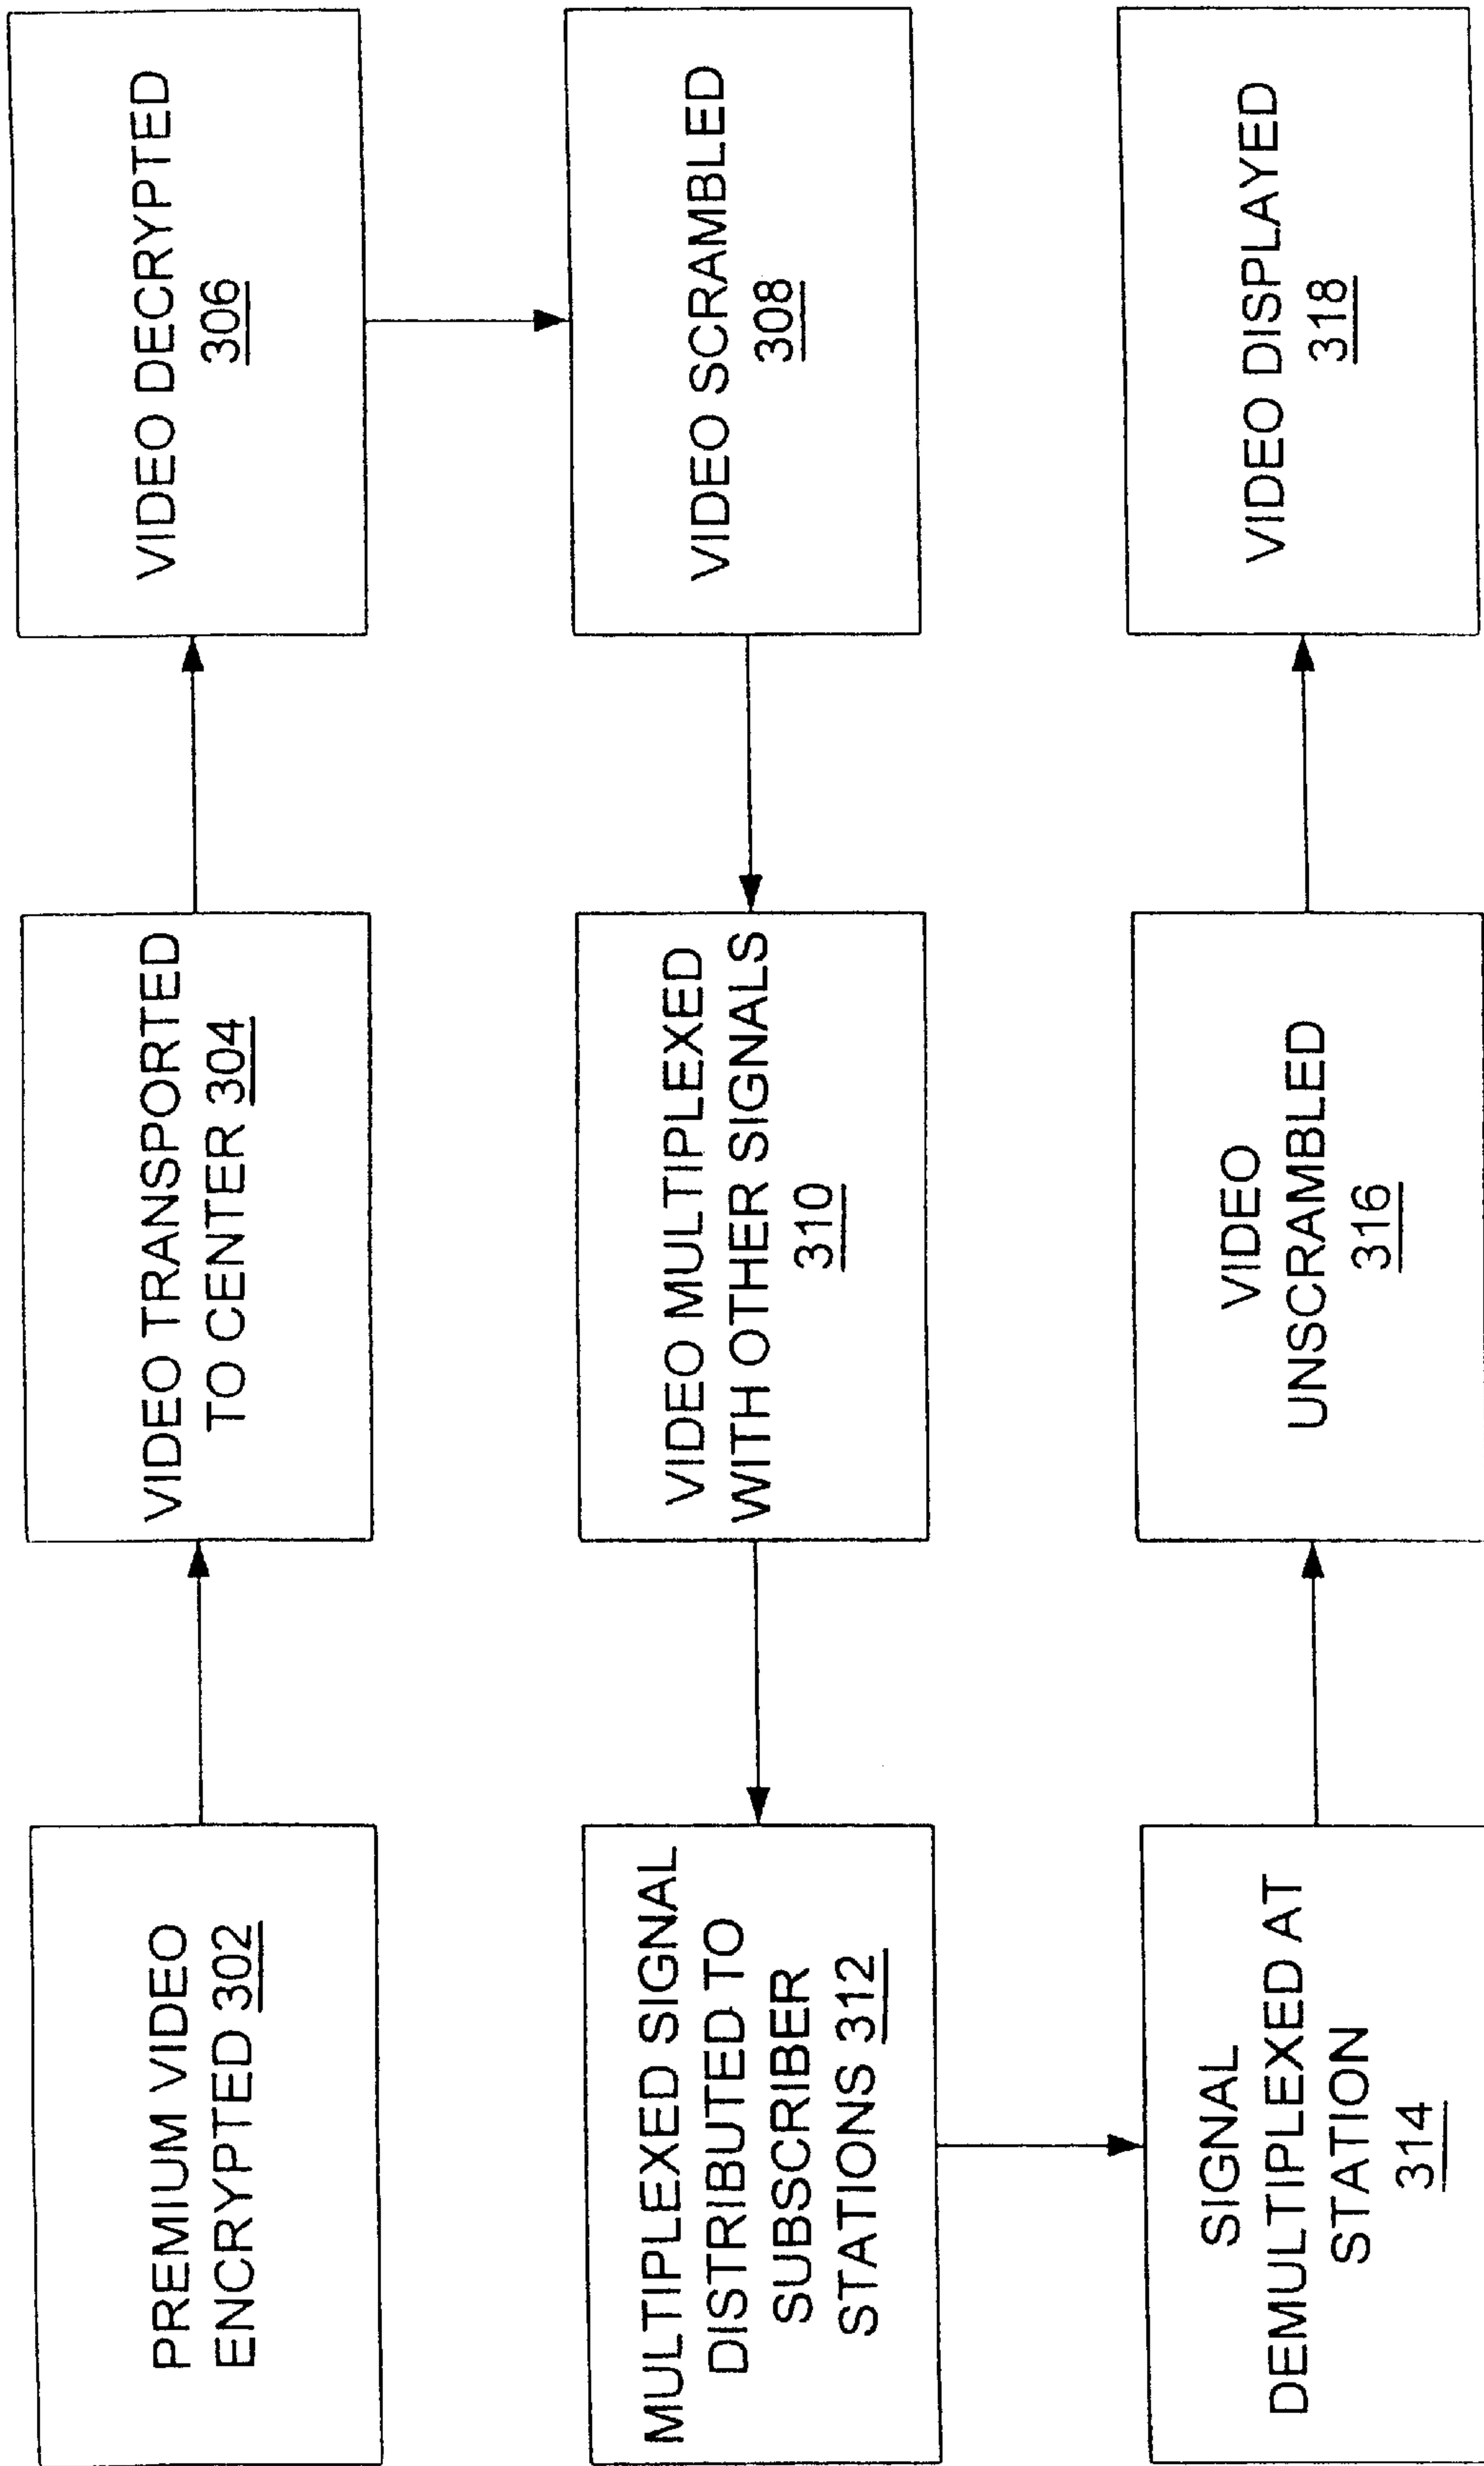 PREMIUM VIDEO
ENCRYPTED 302
VIDEO TRANSPORTED
TO CENTER 304
VIDEO DECRYPTED
306
VIDEO SCRAMBLED
308
VIDEO MULTIPLEXED
WITH OTHER SIGNALS
310
MULTIPLEXED SIGNAL
DISTRIBUTED TO
SUBSCRIBER
STATIONS 312
SIGNAL
DEMULTIPLEXED AT
STATION
314
VIDEO
UNSCRAMBLED
316
VIDEO DISPLAYED
318